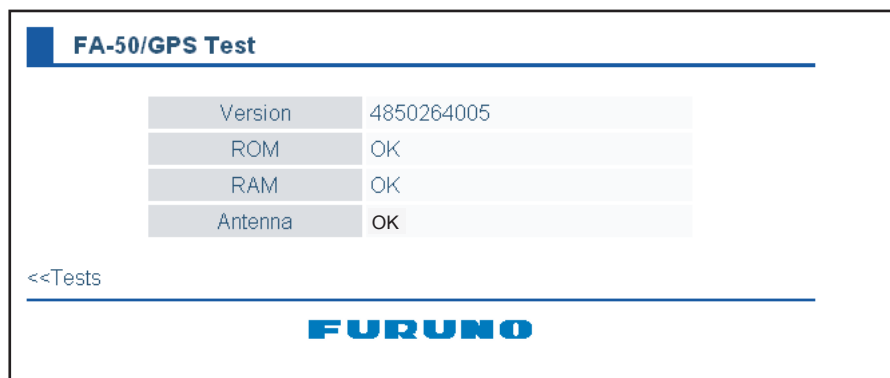 FA-50/GPS Test
Version 4850264005
ROM OK
RAM OK
Antenna OK
<<Tests
FURUNO